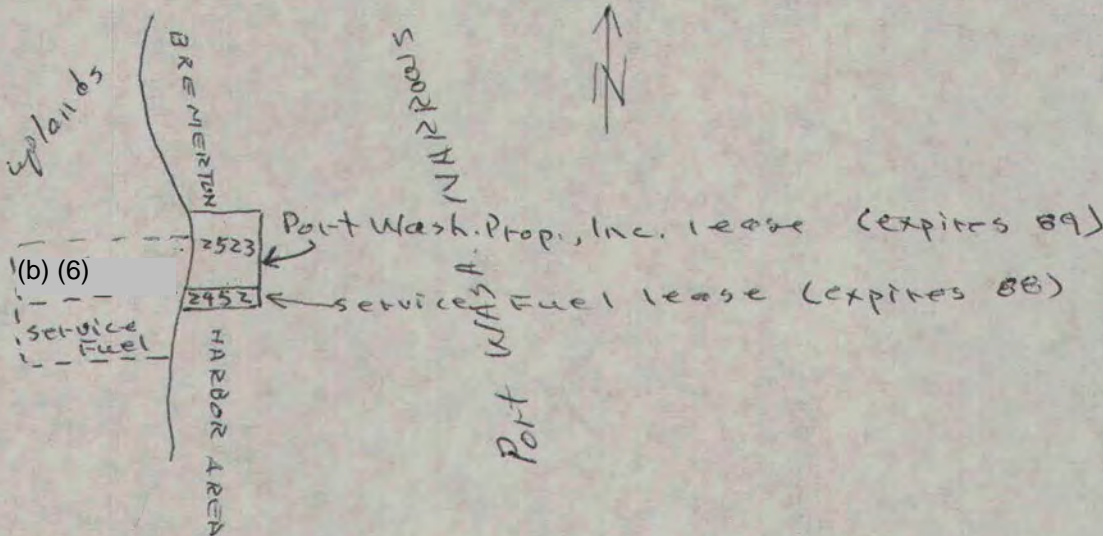 uplands
BREMERTON
HARBOR AREA
Port WASH. NARROWS
N
2523
Port Wash. Prop., Inc. lease (expires 89)
(b) (6)
2952
Service Fuel lease (expires 88)
Service
Fuel